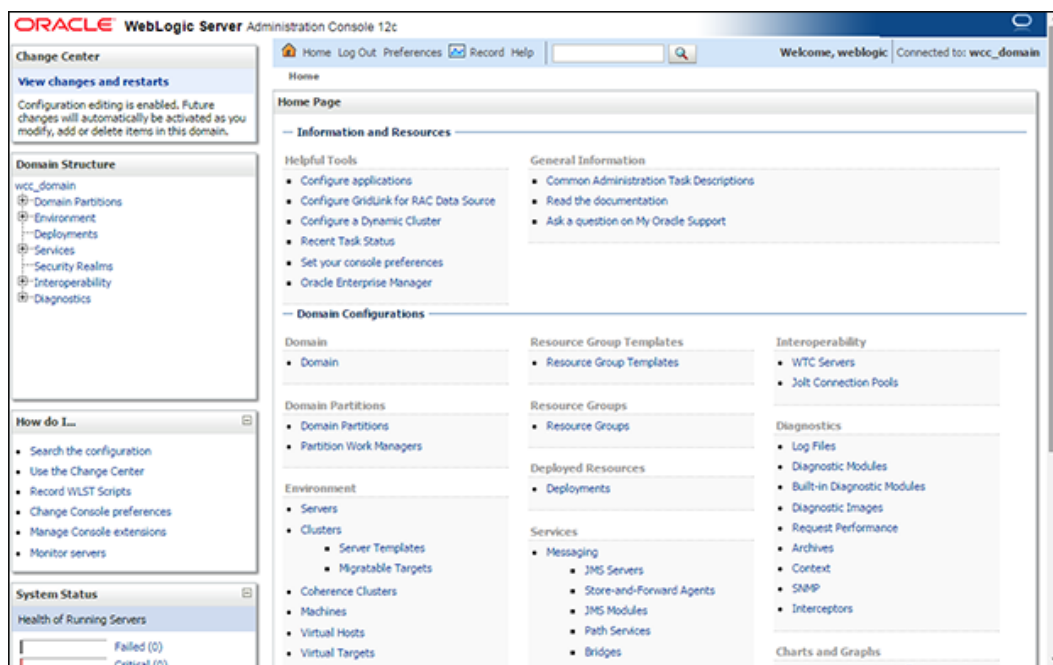 ORACLE WebLogic Server Administration Console 12c
Change Center
View changes and restarts
Configuration editing is enabled. Future
changes will automatically be activated as you
modify, add or delete items in this domain.
Domain Structure
wcc_domain
Domain Partitions
Environment
Deployments
Services
Security Realms
Interoperability
Diagnostics
How do I...
Search the configuration
Use the Change Center
Record WLST Scripts
Change Console preferences
Manage Console extensions
Monitor servers
System Status
Health of Running Servers
Failed (0)
Critical (0)
Home Log Out Preferences Record Help
Welcome, weblogic Connected to: wcc_domain
Home
Home Page
Information and Resources
Helpful Tools
Configure applications
Configure GridLink for RAC Data Source
Configure a Dynamic Cluster
Recent Task Status
Set your console preferences
Oracle Enterprise Manager
General Information
Common Administration Task Descriptions
Read the documentation
Ask a question on My Oracle Support
Domain Configurations
Domain
Domain
Domain Partitions
Domain Partitions
Partition Work Managers
Environment
Servers
Clusters
Server Templates
Migratable Targets
Coherence Clusters
Machines
Virtual Hosts
Virtual Targets
Resource Group Templates
Resource Group Templates
Resource Groups
Resource Groups
Deployed Resources
Deployments
Services
Messaging
JMS Servers
Store-and-Forward Agents
JMS Modules
Path Services
Bridges
Interoperability
WTC Servers
Jolt Connection Pools
Diagnostics
Log Files
Diagnostic Modules
Built-in Diagnostic Modules
Diagnostic Images
Request Performance
Archives
Context
SNMP
Interceptors
Charts and Graphs